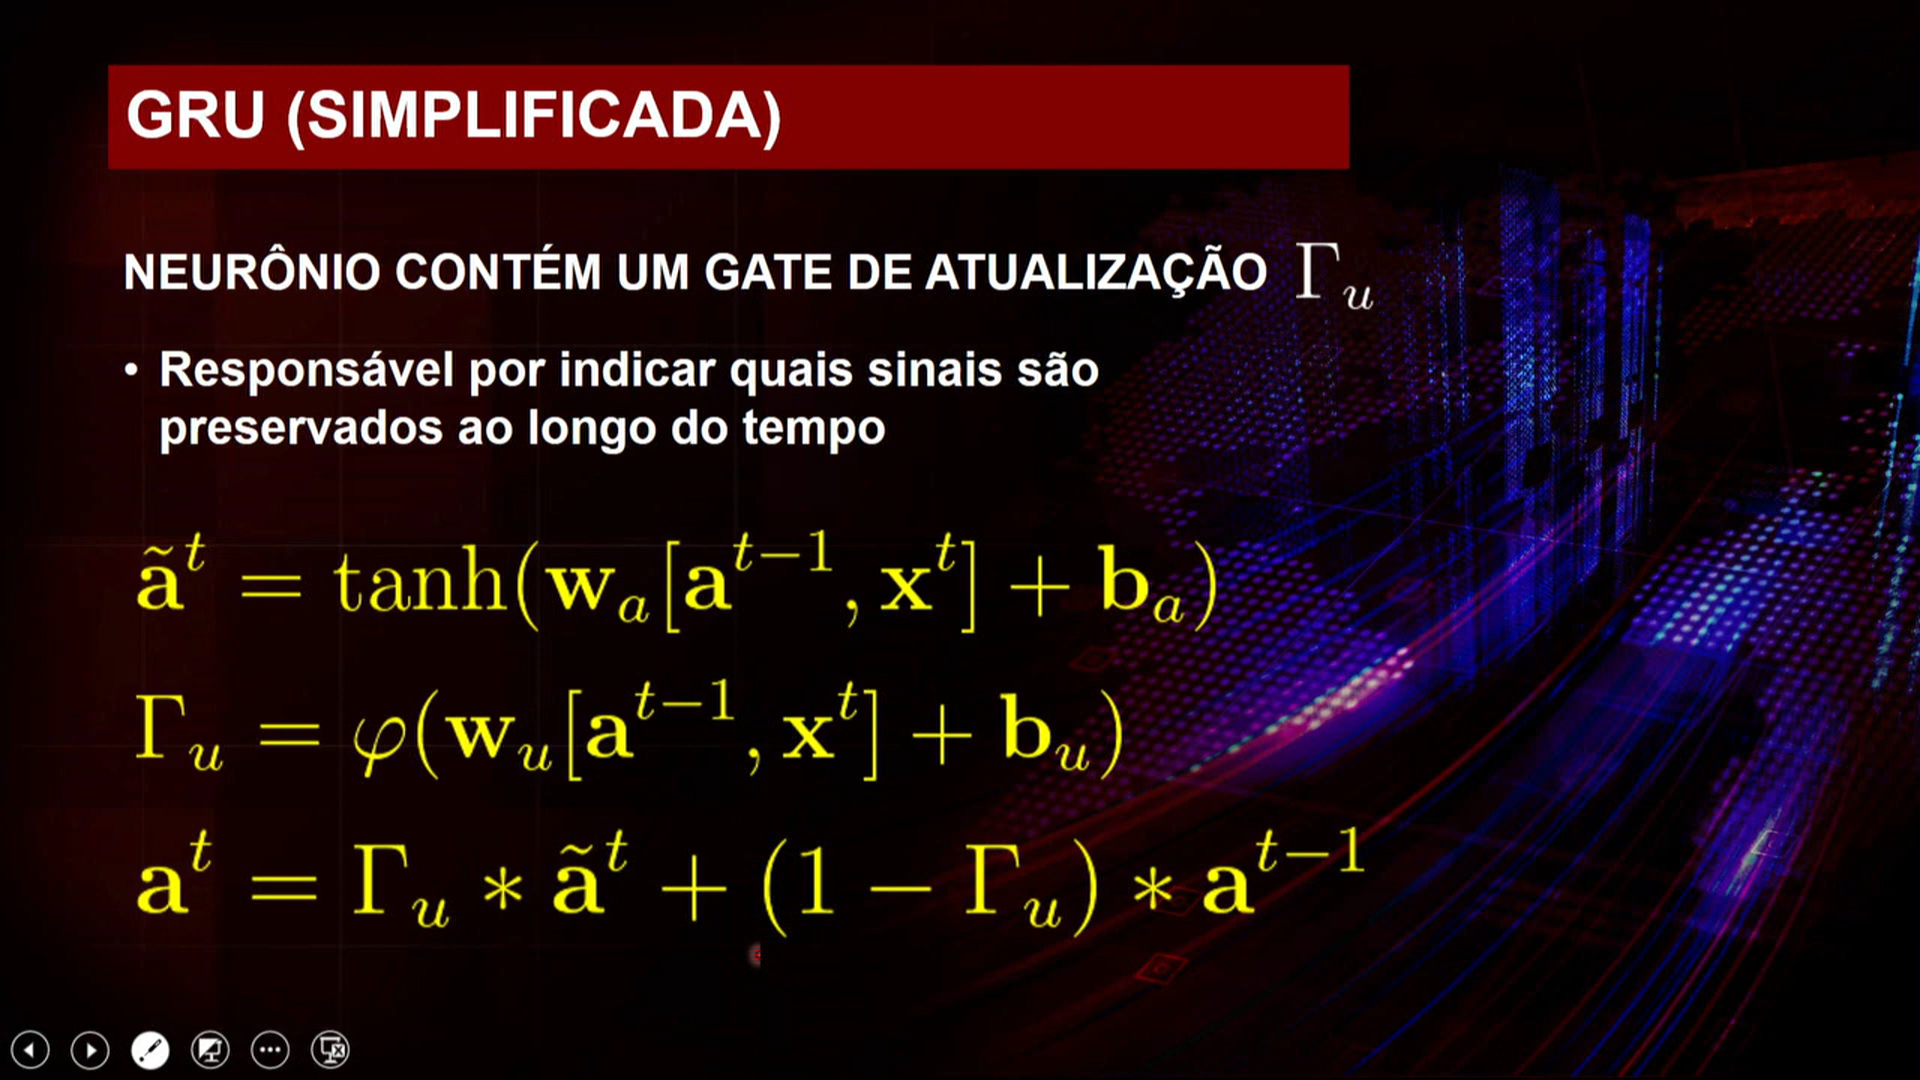 GRU (SIMPLIFICADA)
NEURÔNIO CONTÉM UM GATE DE ATUALIZAÇÃO Γ_u
• Responsável por indicar quais sinais são
preservados ao longo do tempo
ã^t = tanh(w_a[a^{t−1}, x^t] + b_a)
Γ_u = φ(w_u[a^{t−1}, x^t] + b_u)
a^t = Γ_u * ã^t + (1 − Γ_u) * a^{t−1}